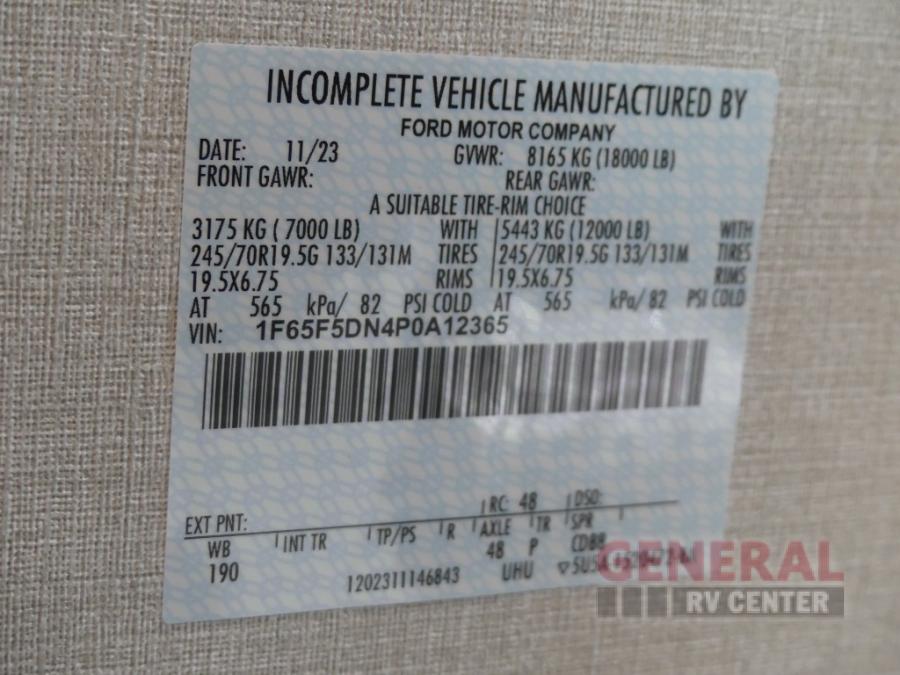 INCOMPLETE VEHICLE MANUFACTURED BY
FORD MOTOR COMPANY
DATE: 11/23 GVWR: 8165 KG (18000 LB)
FRONT GAWR: REAR GAWR:
A SUITABLE TIRE-RIM CHOICE
3175 KG ( 7000 LB) WITH 5443 KG (12000 LB) WITH
245/70R19.5G 133/131M TIRES 245/70R19.5G 133/131M TIRES
19.5X6.75 RIMS 19.5X6.75 RIMS
AT 565 kPa/ 82 PSI COLD AT 565 kPa/ 82 PSI COLD
VIN: 1F65F5DN4P0A12365
RC: 48 DSO:
EXT PNT:
WB INT TR TP/PS R AXLE TR SPR
190 48 P CD88
1202311146843 UHU
GENERAL
RV CENTER